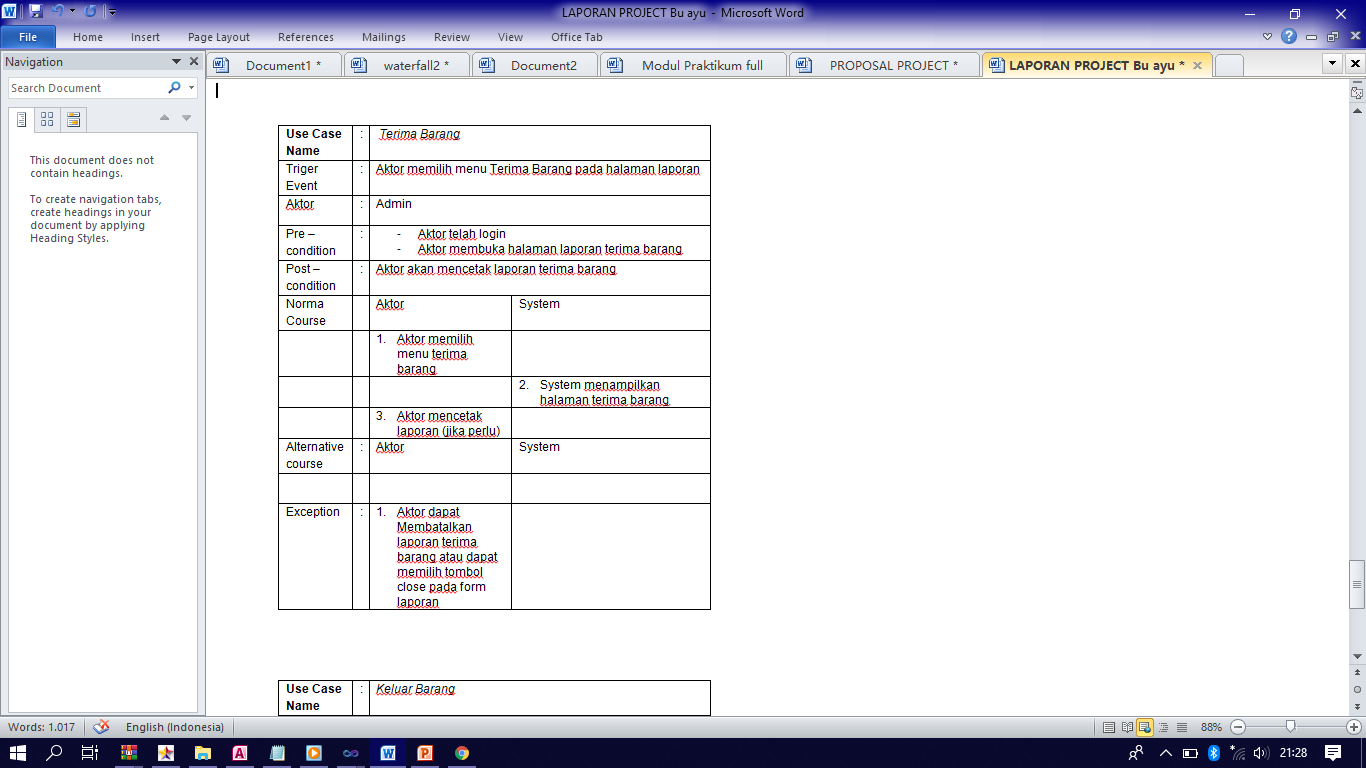 LAPORAN PROJECT Bu ayu - Microsoft Word
File Home Insert Page Layout References Mailings Review View Office Tab
Navigation
Document1 * waterfall2 * Document2 Modul Praktikum full PROPOSAL PROJECT * LAPORAN PROJECT Bu ayu *
Search Document
This document does not
contain headings.
To create navigation tabs,
create headings in your
document by applying
Heading Styles.
Use Case : Terima Barang
Name
Triger : Aktor memilih menu Terima Barang pada halaman laporan
Event
Aktor : Admin
Pre – : - Aktor telah login
condition - Aktor membuka halaman laporan terima barang
Post – : Aktor akan mencetak laporan terima barang
condition
Norma Aktor System
Course
1. Aktor memilih
menu terima
barang
2. System menampilkan
halaman terima barang
3. Aktor mencetak
laporan (jika perlu)
Alternative : Aktor System
course
Exception : 1. Aktor dapat
Membatalkan
laporan terima
barang atau dapat
memilih tombol
close pada form
laporan
Use Case : Keluar Barang
Name
Words: 1.017 English (Indonesia) 88%
21:28